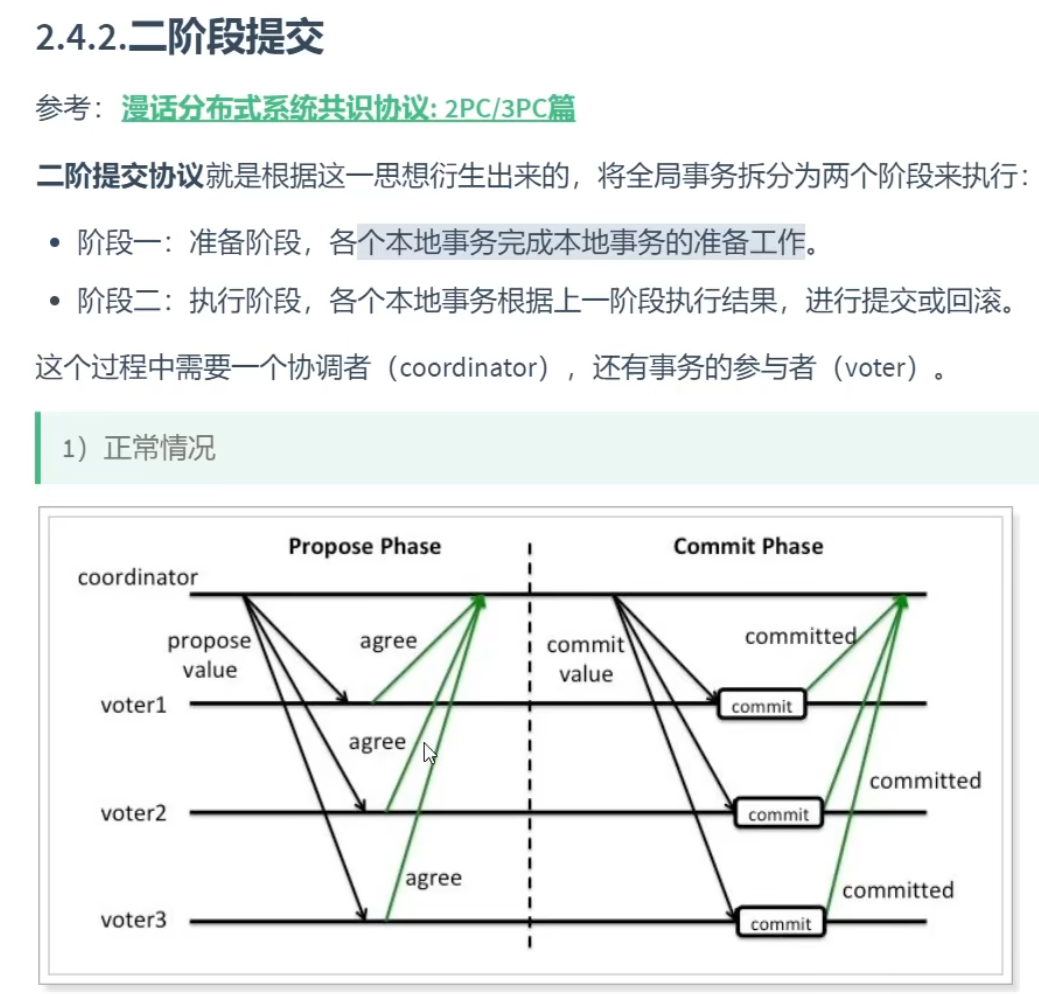 2.4.2.二阶段提交
参考：漫话分布式系统共识协议: 2PC/3PC篇
二阶提交协议就是根据这一思想衍生出来的，将全局事务拆分为两个阶段来执行：
• 阶段一：准备阶段，各个本地事务完成本地事务的准备工作。
• 阶段二：执行阶段，各个本地事务根据上一阶段执行结果，进行提交或回滚。
这个过程中需要一个协调者（coordinator），还有事务的参与者（voter）。
1）正常情况
Propose Phase
Commit Phase
coordinator
propose
value
agree
commit
value
committed
voter1
commit
agree
committed
voter2
commit
agree
committed
voter3
commit